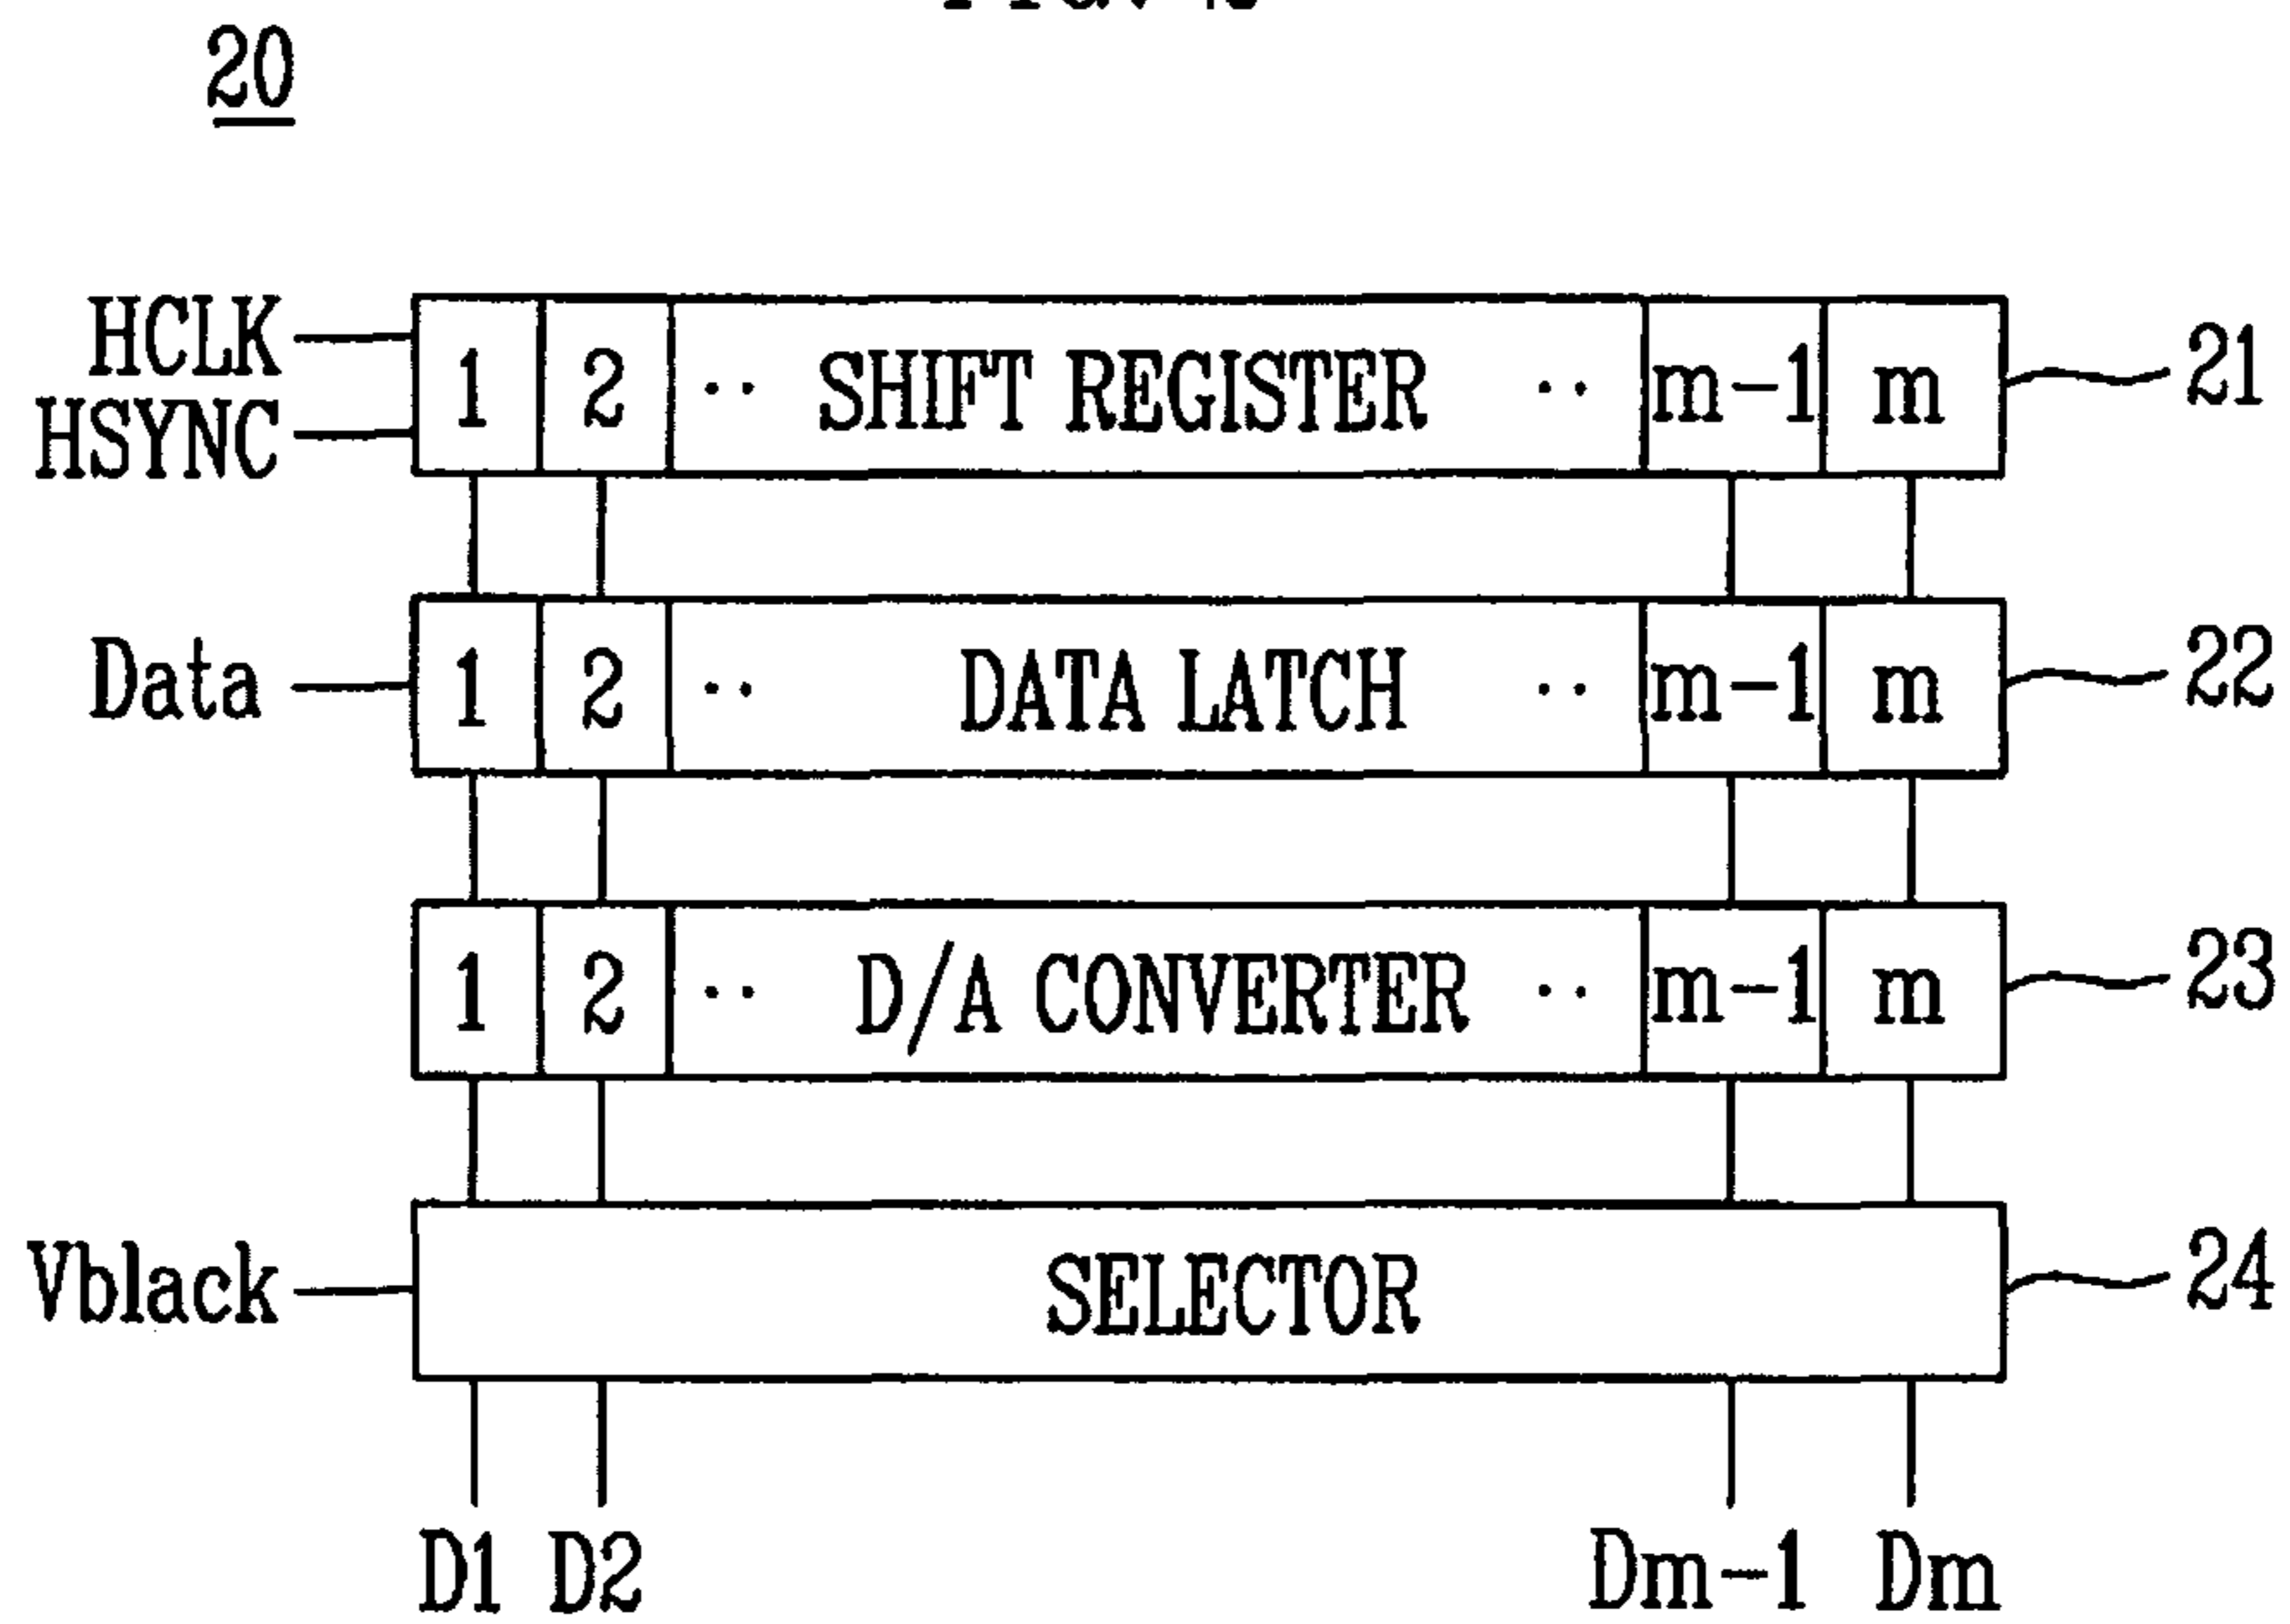 20
HCLK
HSYNC
1 2 ·· SHIFT REGISTER ·· m-1 m 21
Data 1 2 ·· DATA LATCH ·· m-1 m 22
1 2 ·· D/A CONVERTER ·· m-1 m 23
Vblack SELECTOR 24
D1 D2 Dm-1 Dm